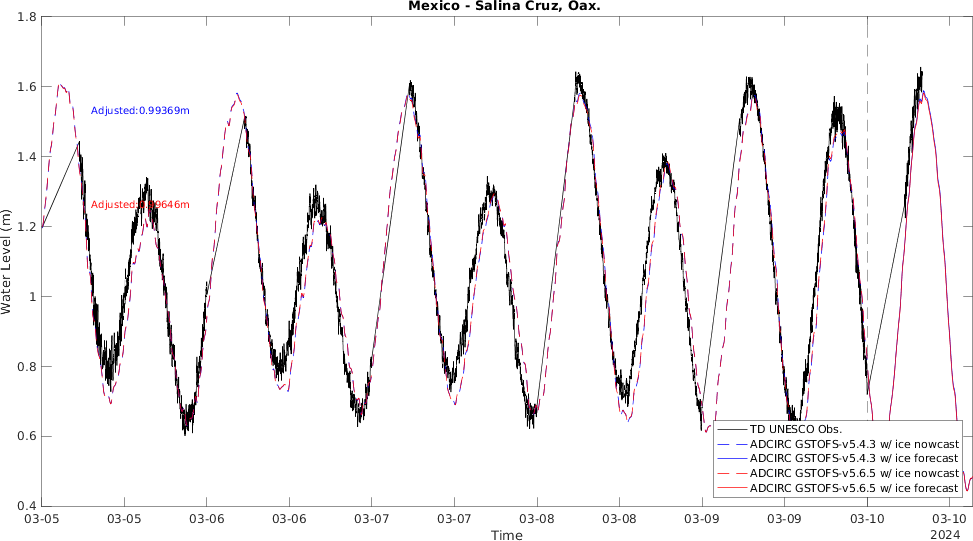 Mexico - Salina Cruz, Oax.
1.8
1.6
1.4
1.2
1
0.8
0.6
0.4
Water Level (m)
Adjusted:0.99369m
Adjusted:0.99646m
TD UNESCO Obs.
ADCIRC GSTOFS-v5.4.3 w/ ice nowcast
ADCIRC GSTOFS-v5.4.3 w/ ice forecast
ADCIRC GSTOFS-v5.6.5 w/ ice nowcast
ADCIRC GSTOFS-v5.6.5 w/ ice forecast
03-05 03-05 03-06 03-06 03-07 03-07 03-08 03-08 03-09 03-09 03-10 03-10
2024
Time